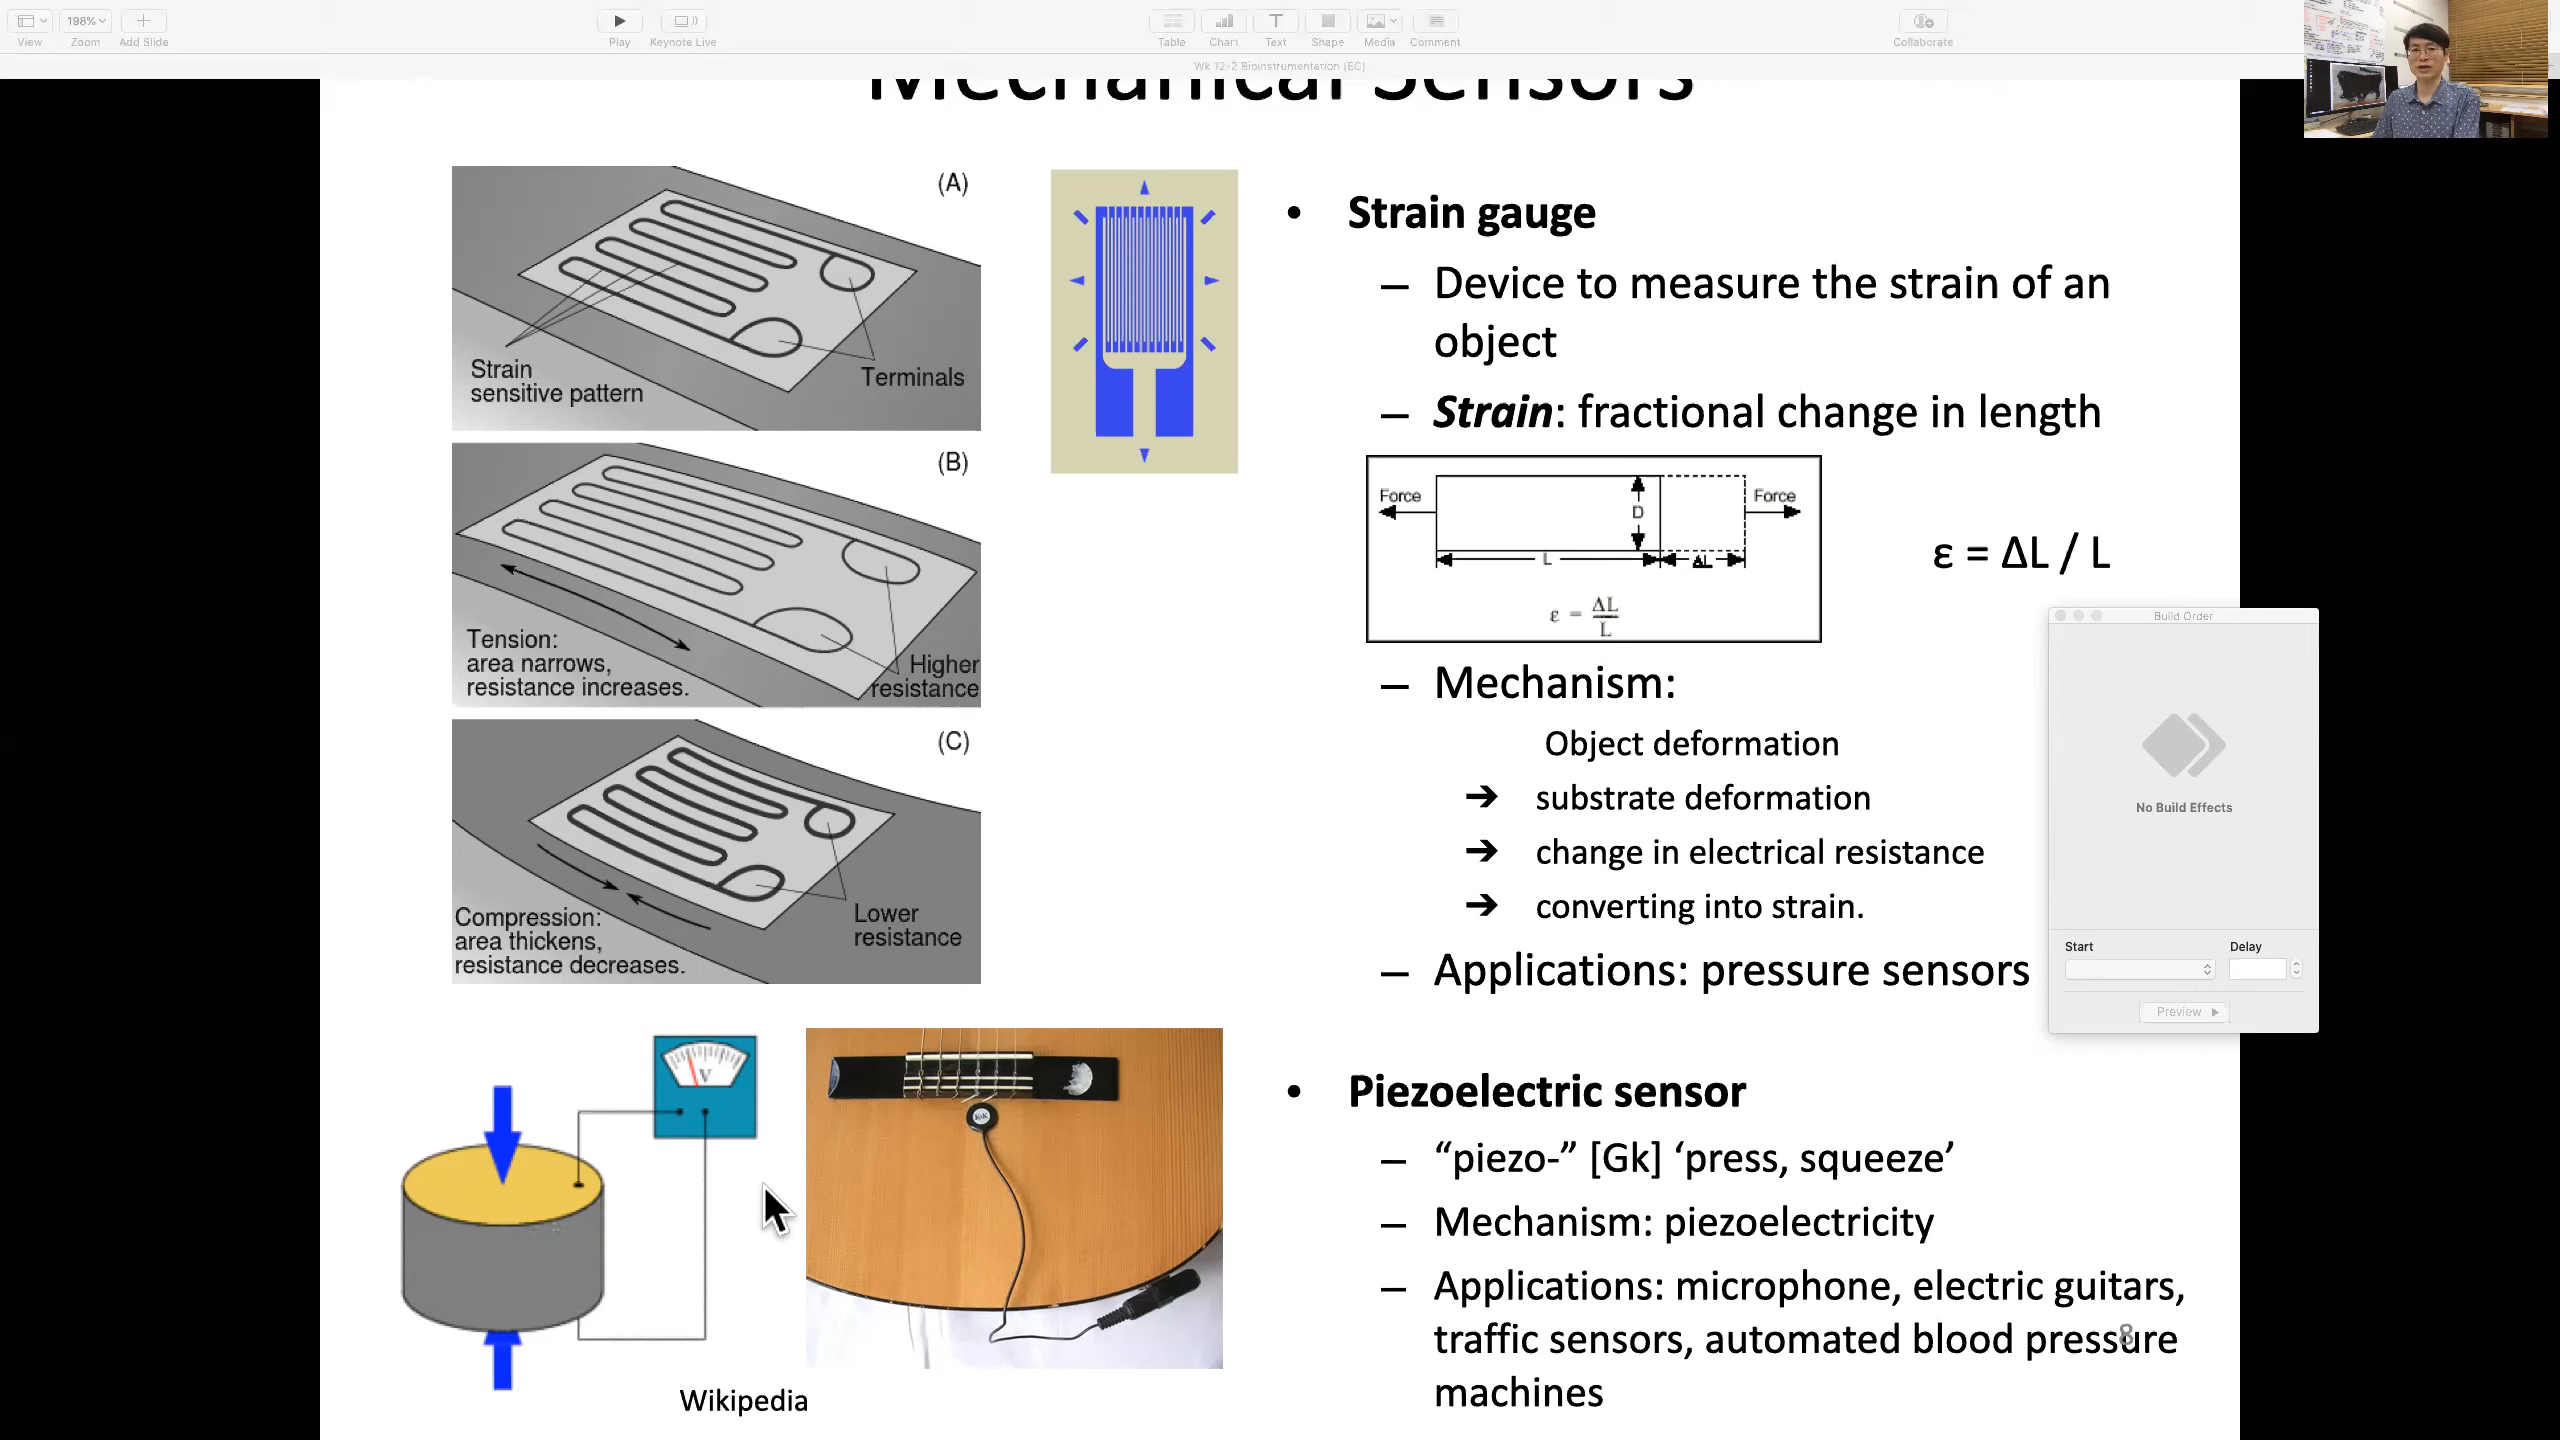 View
198%
Zoom
Add Slide
Play
Keynote Live
Table
Chart
Text
Shape
Media
Comment
Collaborate
Wk 12-2 Bioinstrumentation (EC)
Mechanical Sensors
(A)
Strain
sensitive pattern
Terminals
(B)
Tension:
area narrows,
resistance increases.
Higher
resistance
(C)
Compression:
area thickens,
resistance decreases.
Lower
resistance
• Strain gauge
– Device to measure the strain of an
object
– Strain: fractional change in length
Force
D
Force
L
ΔL
ε = ΔL / L
ε = ΔL / L
– Mechanism:
Object deformation
➔ substrate deformation
➔ change in electrical resistance
➔ converting into strain.
– Applications: pressure sensors
Build Order
No Build Effects
Start
Delay
Preview
V
K&K
Wikipedia
• Piezoelectric sensor
– “piezo-” [Gk] ‘press, squeeze’
– Mechanism: piezoelectricity
– Applications: microphone, electric guitars,
traffic sensors, automated blood pressure
machines
8